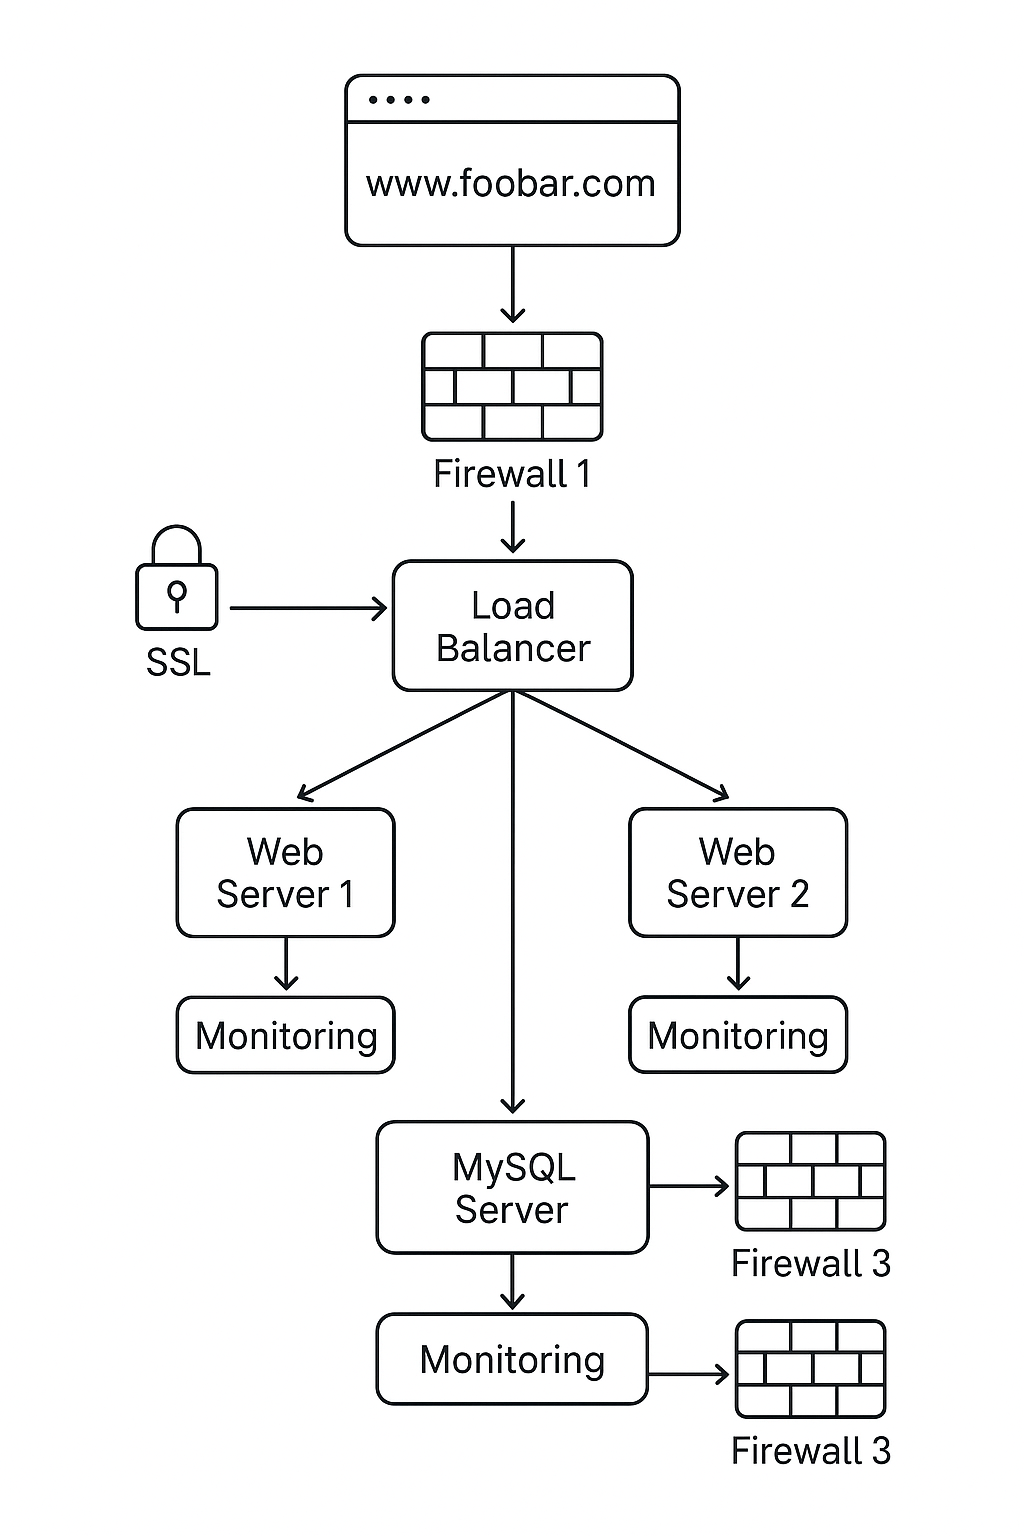 www.foobar.com
Firewall 1
SSL
Load
Balancer
Web
Server 1
Web
Server 2
Monitoring
Monitoring
MySQL
Server
Firewall 3
Monitoring
Firewall 3